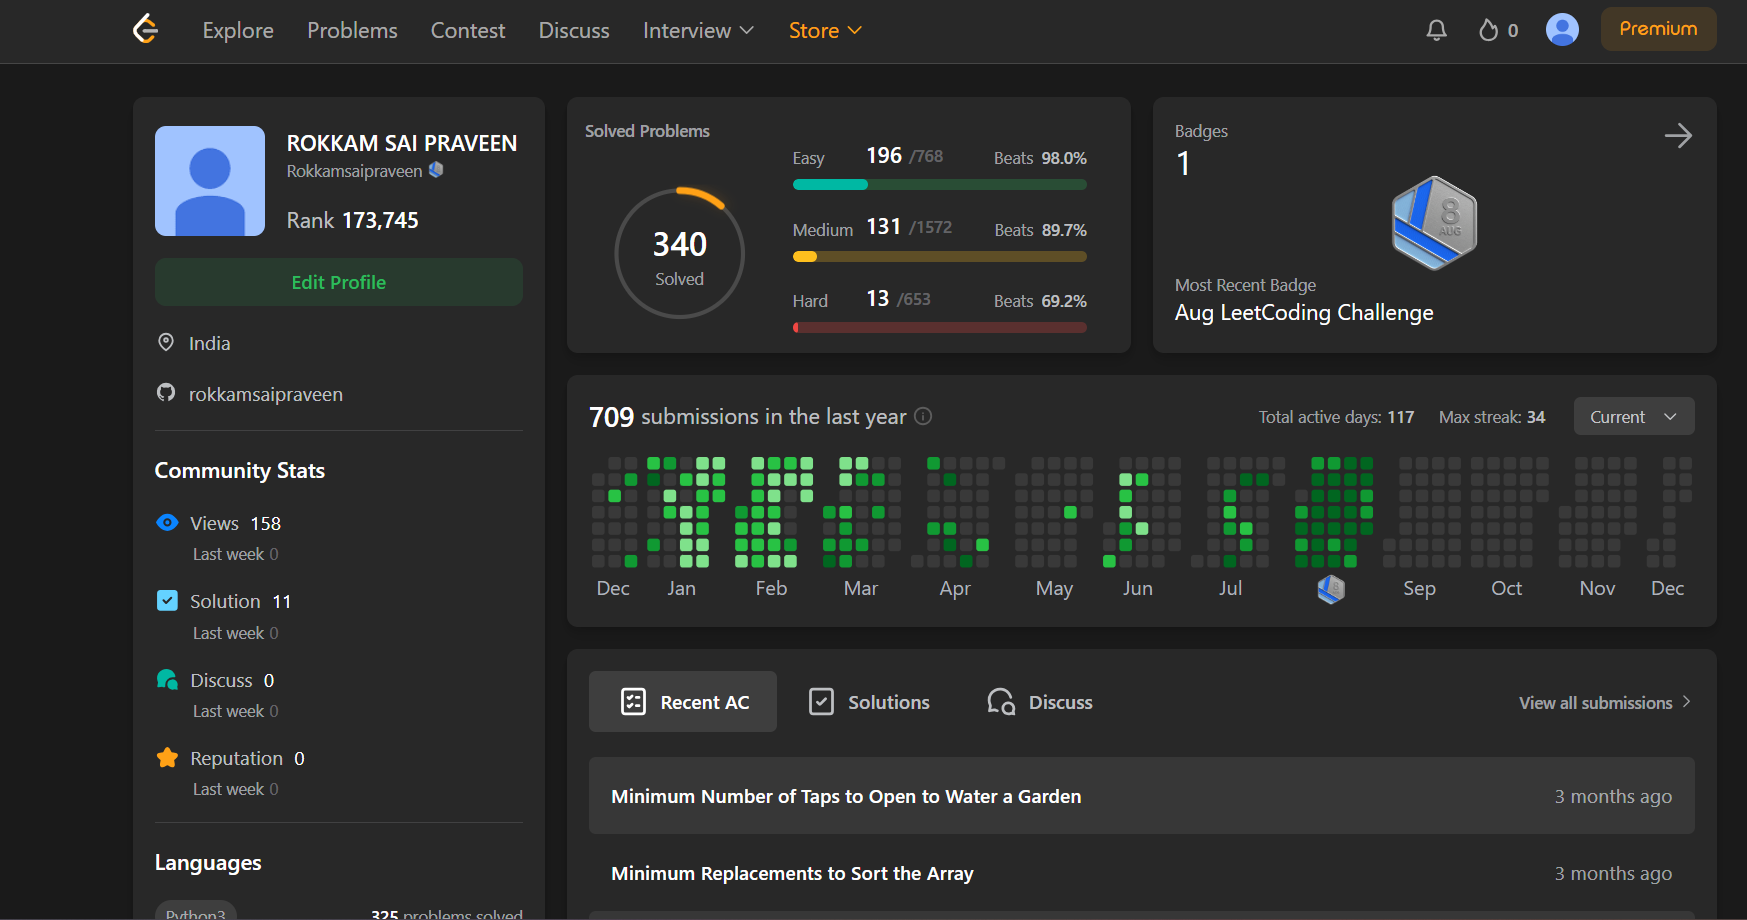 Explore Problems Contest Discuss Interview Store 0 Premium
ROKKAM SAI PRAVEEN
Rokkamsaipraveen
Rank 173,745
Edit Profile
India
rokkamsaipraveen
Community Stats
Views 158
Last week 0
Solution 11
Last week 0
Discuss 0
Last week 0
Reputation 0
Last week 0
Languages
Python3 325 problems solved
Solved Problems
340
Solved
Easy 196 /768 Beats 98.0%
Medium 131 /1572 Beats 89.7%
Hard 13 /653 Beats 69.2%
Badges
1
8
AUG
Most Recent Badge
Aug LeetCoding Challenge
709 submissions in the last year Total active days: 117 Max streak: 34 Current
Dec Jan Feb Mar Apr May Jun Jul Sep Oct Nov Dec
Recent AC Solutions Discuss View all submissions
Minimum Number of Taps to Open to Water a Garden 3 months ago
Minimum Replacements to Sort the Array 3 months ago